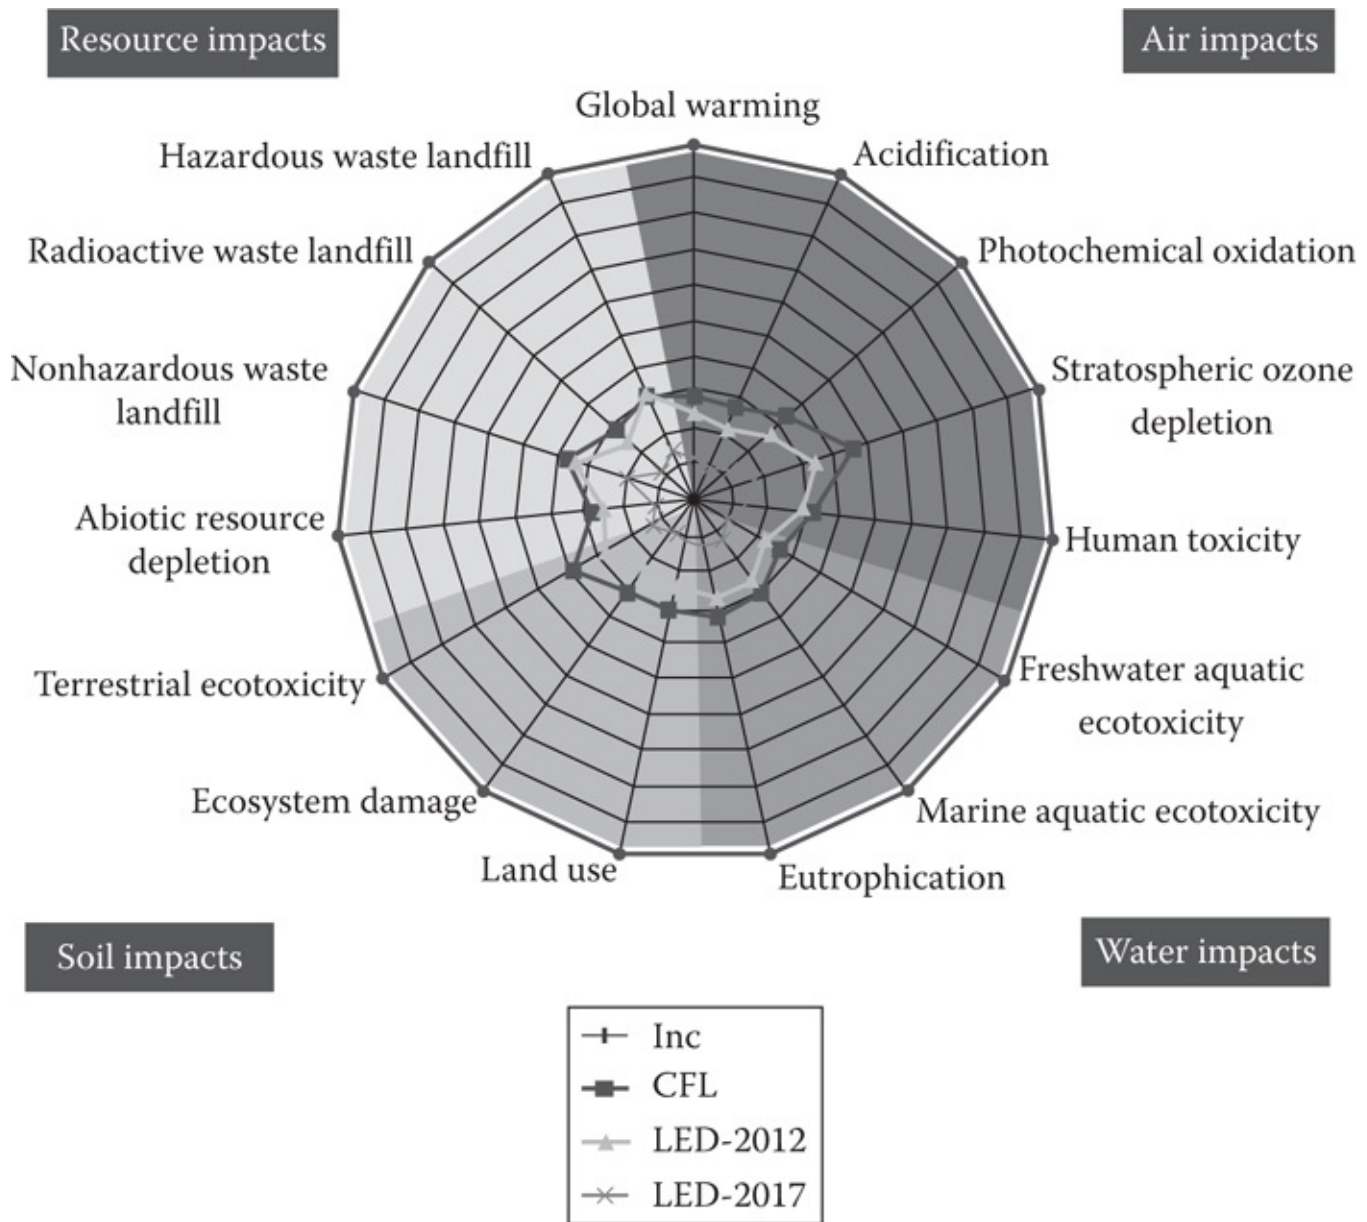 Resource impacts
Air impacts
Global warming
Hazardous waste landfill
Acidification
Radioactive waste landfill
Photochemical oxidation
Nonhazardous waste
landfill
Stratospheric ozone
depletion
Abiotic resource
depletion
Human toxicity
Terrestrial ecotoxicity
Freshwater aquatic
ecotoxicity
Ecosystem damage
Marine aquatic ecotoxicity
Land use
Eutrophication
Soil impacts
Water impacts
Inc
CFL
LED-2012
LED-2017